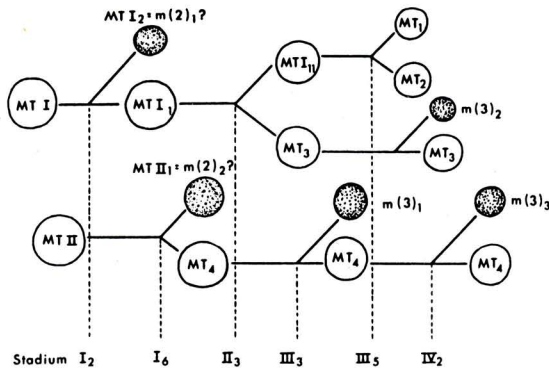 MT I₂ = m(2)₁?
MT I
MT I₁
MT I₁₁
MT₁
MT₂
MT₃
m(3)₂
MT₃
MT II₁ = m(2)₂?
MT II
MT₄
m(3)₁
MT₄
m(3)₃
MT₄
Stadium I₂ I₆ II₃ III₃ III₅ IV₂